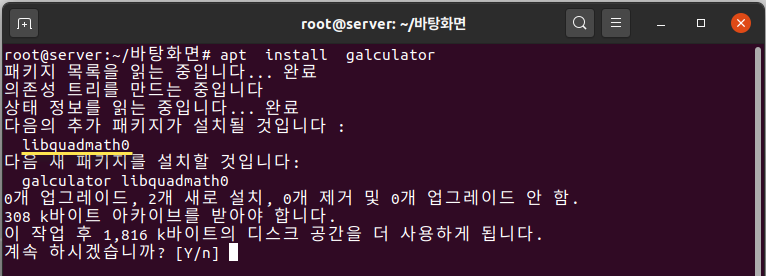 root@server: ~/바탕화면
root@server:~/바탕화면# apt  install  galculator
패키지 목록을 읽는 중입니다... 완료
의존성 트리를 만드는 중입니다
상태 정보를 읽는 중입니다... 완료
다음의 추가 패키지가 설치될 것입니다 :
  libquadmath0
다음 새 패키지를 설치할 것입니다:
  galculator libquadmath0
0개 업그레이드, 2개 새로 설치, 0개 제거 및 0개 업그레이드 안 함.
308 k바이트 아카이브를 받아야 합니다.
이 작업 후 1,816 k바이트의 디스크 공간을 더 사용하게 됩니다.
계속 하시겠습니까? [Y/n]